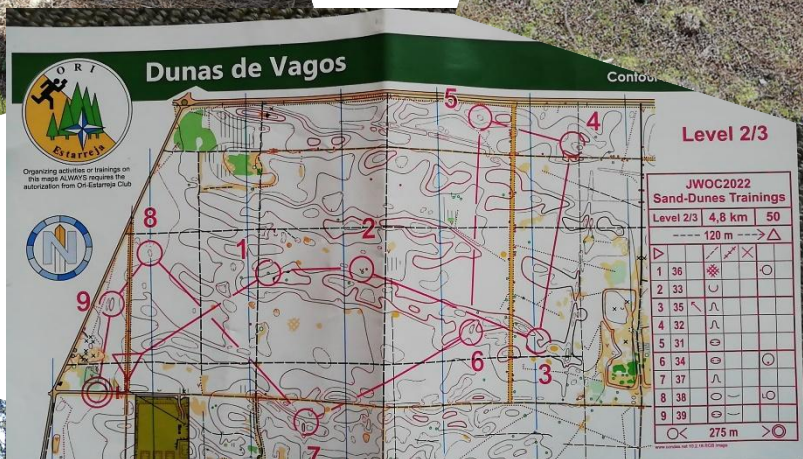 Dunas de Vagos
Contou
ORI
Estarreja
Organizing activities or trainings on
this maps ALWAYS requires the
autorization from Ori-Estarreja Club
N
Level 2/3
JWOC2022
Sand-Dunes Trainings
Level 2/3 4,8 km 50
120 m
1 36
2 33
3 35
4 32
5 31
6 34
7 37
8 38
9 39
275 m
5
4
8
2
1
9
6
3
7